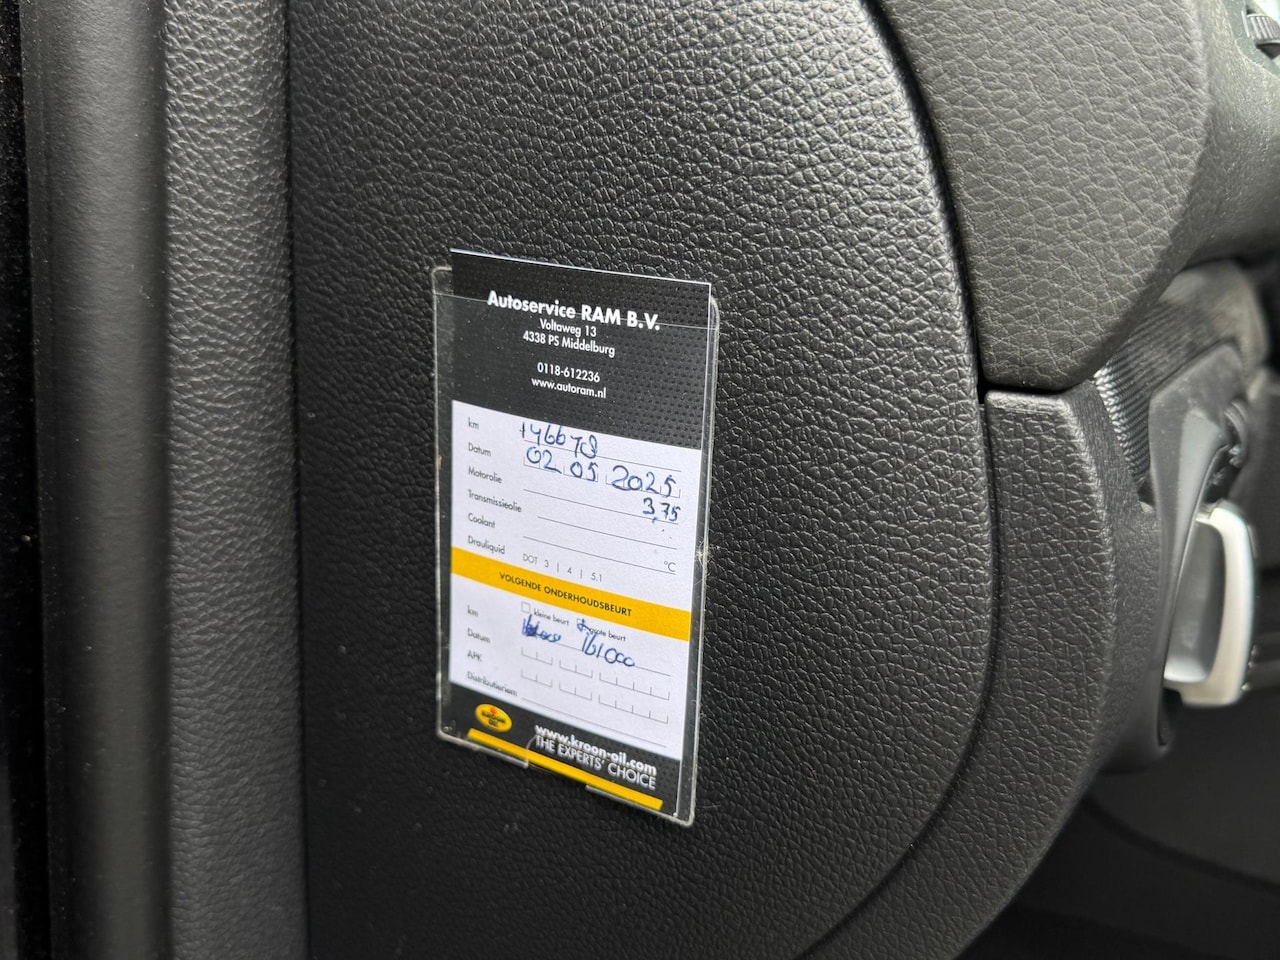 Autoservice RAM B.V.
Voltaweg 13
4338 PS Middelburg
0118-612236
www.autoram.nl
km 146678
Datum 02 05 2025
Motorolie 3,75
Transmissieolie
Coolant °C
Drauliquid DOT 3 | 4 | 5.1
VOLGENDE ONDERHOUDSBEURT
kleine beurt grote beurt
km 161000
Datum
APK
Distributieriem
KROON OIL
www.kroon-oil.com
THE EXPERTS' CHOICE